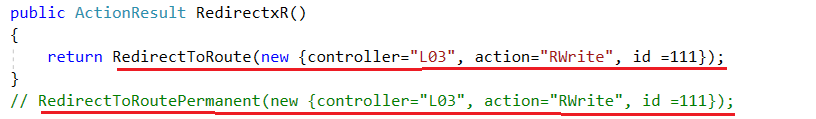 public ActionResult RedirectxR()
{
return RedirectToRoute(new {controller="L03", action="RWrite", id =111});
}
// RedirectToRoutePermanent(new {controller="L03", action="RWrite", id =111});